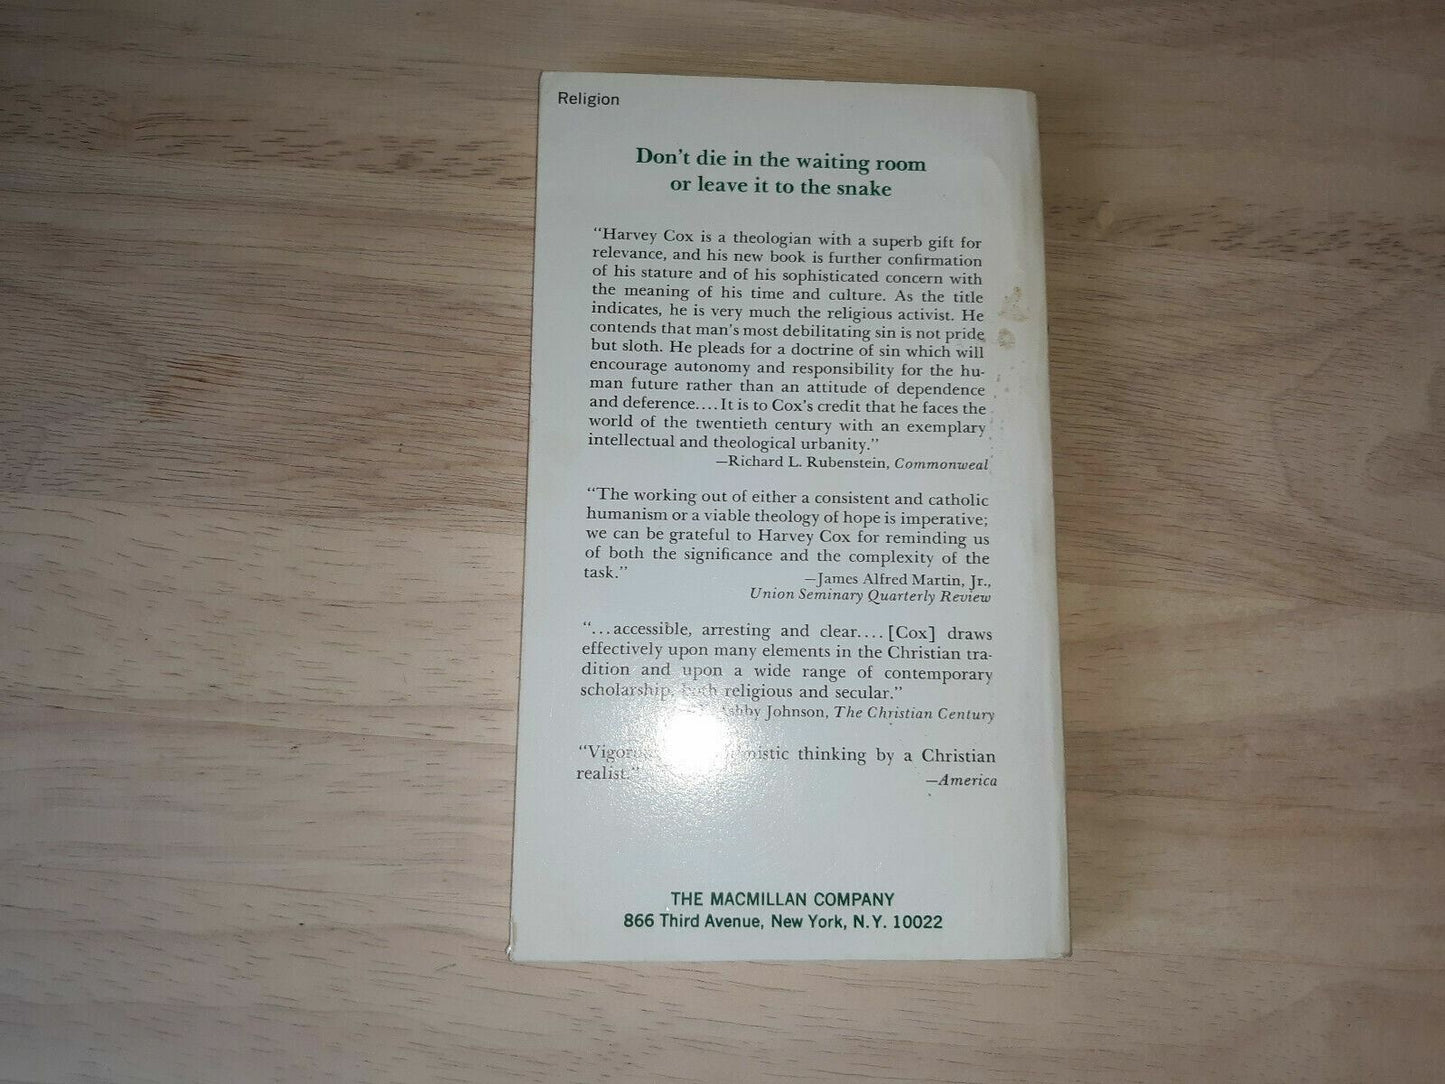 Religion
Don't die in the waiting room
or leave it to the snake
"Harvey Cox is a theologian with a superb gift for
relevance, and his new book is further confirmation
of his stature and of his sophisticated concern with
the meaning of his time and culture. As the title
indicates, he is very much the religious activist. He
contends that man's most debilitating sin is not pride
but sloth. He pleads for a doctrine of sin which will
encourage autonomy and responsibility for the hu-
man future rather than an attitude of dependence
and deference.... It is to Cox's credit that he faces the
world of the twentieth century with an exemplary
intellectual and theological urbanity."
—Richard L. Rubenstein, Commonweal
"The working out of either a consistent and catholic
humanism or a viable theology of hope is imperative;
we can be grateful to Harvey Cox for reminding us
of both the significance and the complexity of the
task."
—James Alfred Martin, Jr.,
Union Seminary Quarterly Review
"...accessible, arresting and clear.... [Cox] draws
effectively upon many elements in the Christian tra-
dition and upon a wide range of contemporary
scholarship, both religious and secular."
Ashby Johnson, The Christian Century
thinking by a Christian
realist."
—America
THE MACMILLAN COMPANY
866 Third Avenue, New York, N.Y. 10022